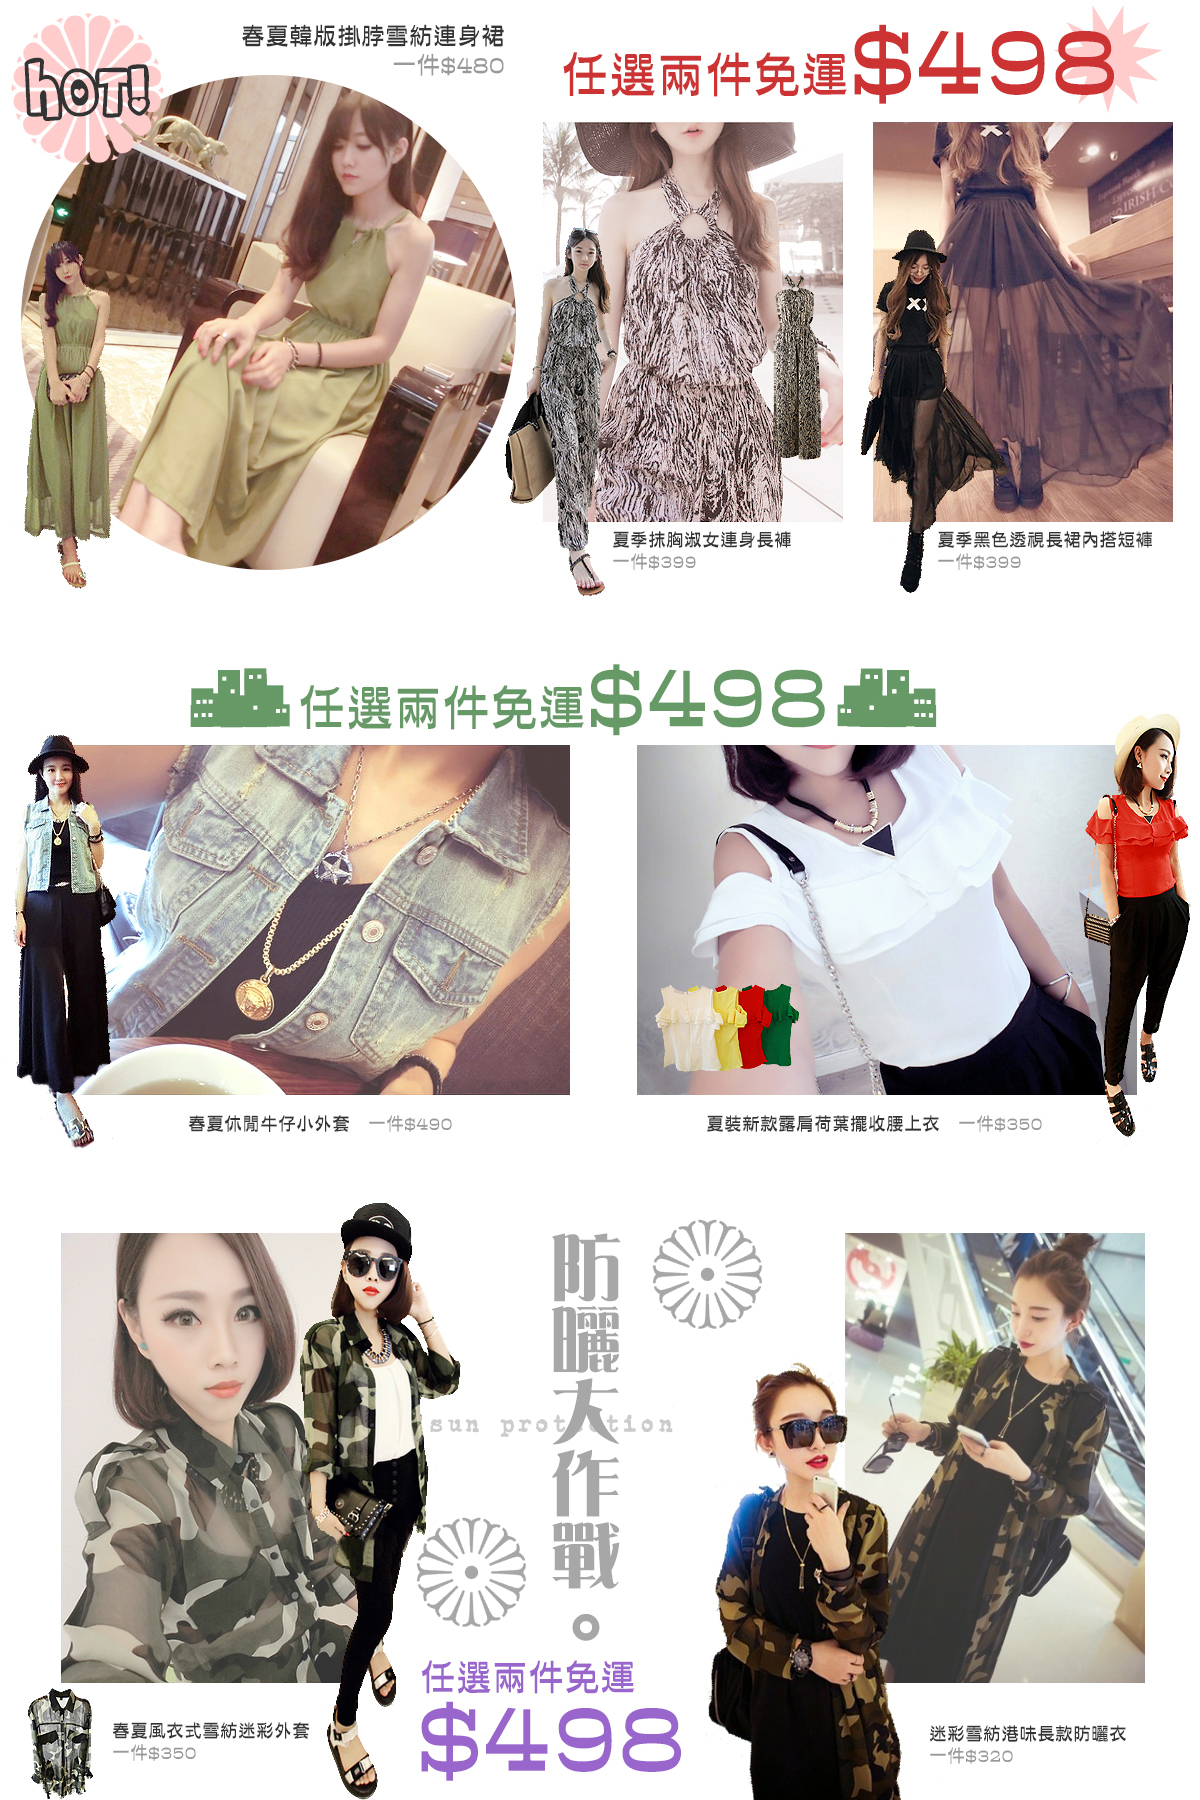 HOT!
春夏韓版掛脖雪紡連身裙
一件$480
任選兩件免運$498
IRISH C
夏季抹胸淑女連身長褲
一件$399
夏季黑色透視長裙內搭短褲
一件$399
任選兩件免運$498
春夏休閒牛仔小外套 一件$490
夏裝新款露肩荷葉擺收腰上衣 一件$350
防曬大作戰。
sun protection
任選兩件免運
$498
春夏風衣式雪紡迷彩外套
一件$350
迷彩雪紡港味長款防曬衣
一件$320